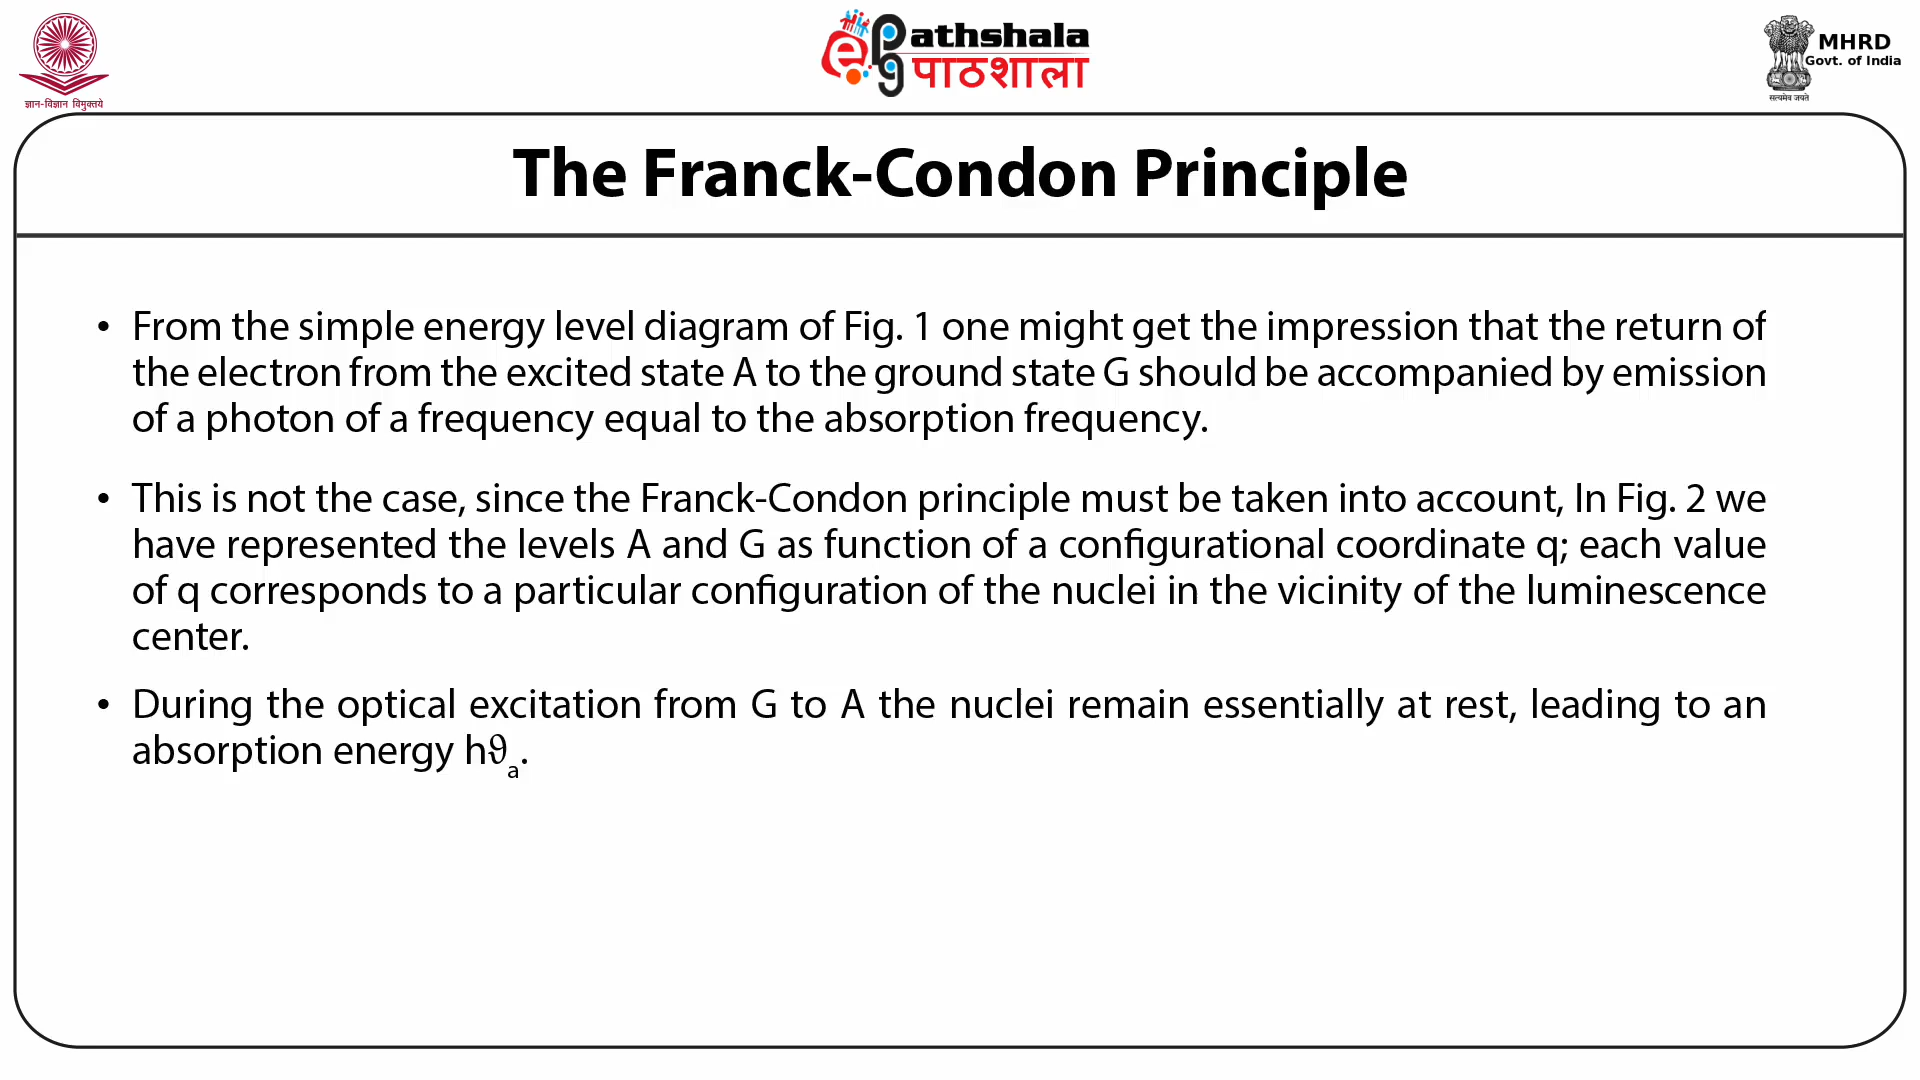 ज्ञान-विज्ञान विमुक्तये
ePathshala
पाठशाला
MHRD
Govt. of India
सत्यमेव जयते
The Franck-Condon Principle
• From the simple energy level diagram of Fig. 1 one might get the impression that the return of
the electron from the excited state A to the ground state G should be accompanied by emission
of a photon of a frequency equal to the absorption frequency.
• This is not the case, since the Franck-Condon principle must be taken into account, In Fig. 2 we
have represented the levels A and G as function of a configurational coordinate q; each value
of q corresponds to a particular configuration of the nuclei in the vicinity of the luminescence
center.
• During the optical excitation from G to A the nuclei remain essentially at rest, leading to an
absorption energy hϑₐ.